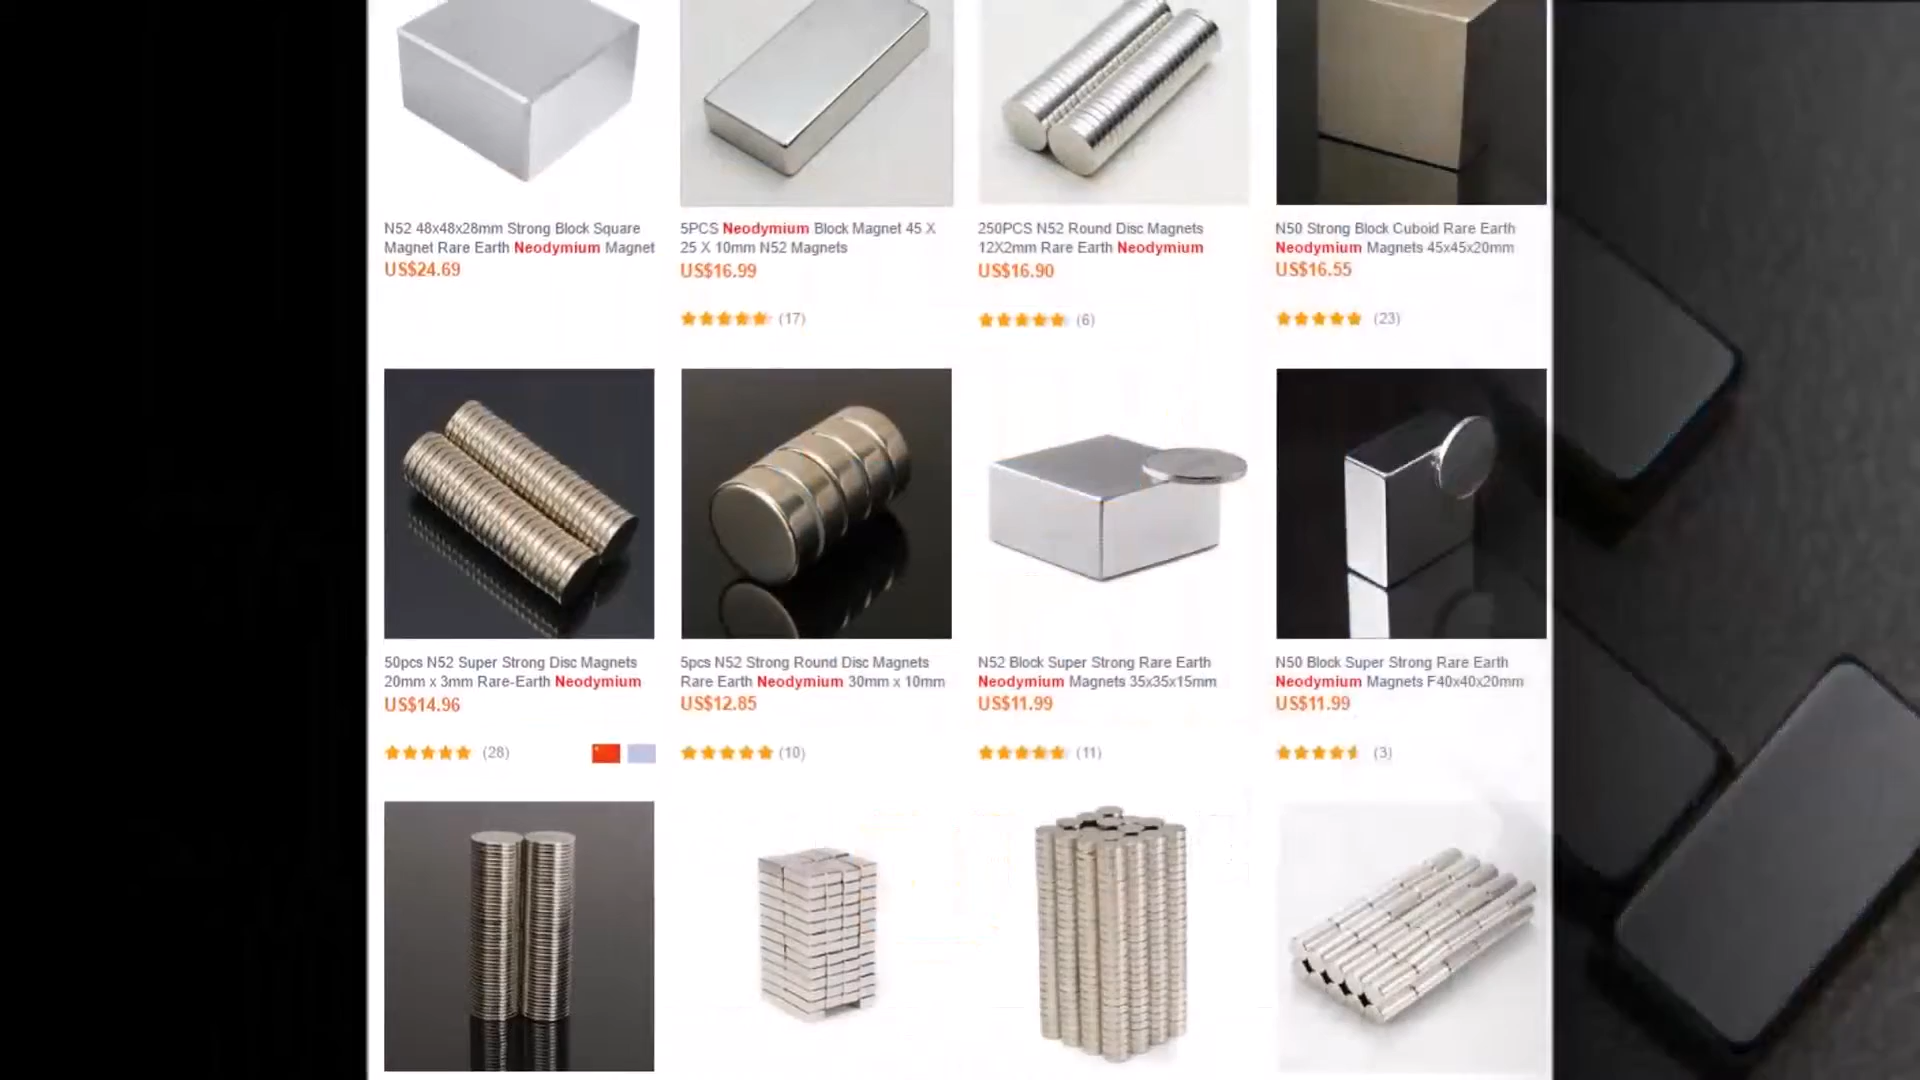 N52 48x48x28mm Strong Block Square
Magnet Rare Earth Neodymium Magnet
US$24.69
5PCS Neodymium Block Magnet 45 X
25 X 10mm N52 Magnets
US$16.99
(17)
250PCS N52 Round Disc Magnets
12X2mm Rare Earth Neodymium
US$16.90
(6)
N50 Strong Block Cuboid Rare Earth
Neodymium Magnets 45x45x20mm
US$16.55
(23)
50pcs N52 Super Strong Disc Magnets
20mm x 3mm Rare-Earth Neodymium
US$14.96
(28)
5pcs N52 Strong Round Disc Magnets
Rare Earth Neodymium 30mm x 10mm
US$12.85
(10)
N52 Block Super Strong Rare Earth
Neodymium Magnets 35x35x15mm
US$11.99
(11)
N50 Block Super Strong Rare Earth
Neodymium Magnets F40x40x20mm
US$11.99
(3)